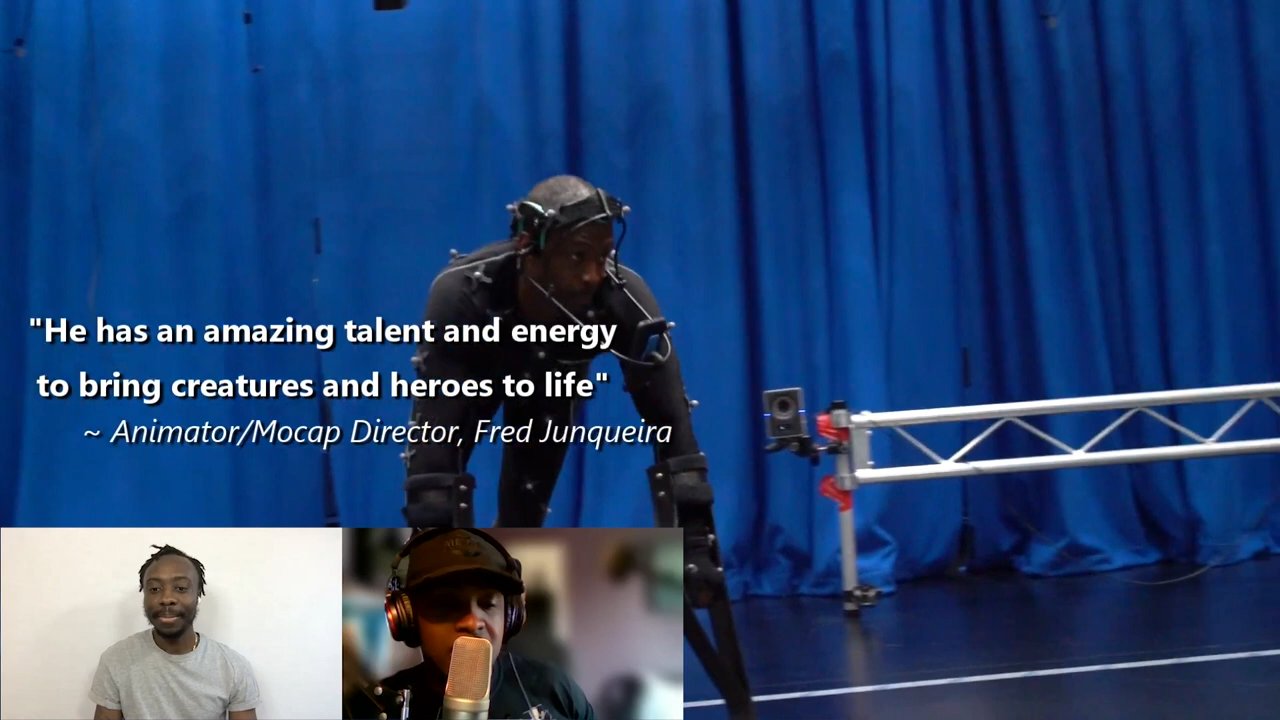 "He has an amazing talent and energy
to bring creatures and heroes to life"
~ Animator/Mocap Director, Fred Junqueira